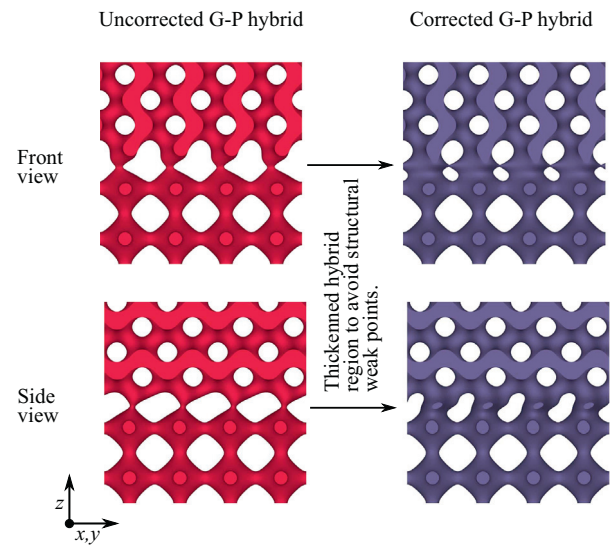 Uncorrected G-P hybrid
Corrected G-P hybrid
Front
view
Thickenned hybrid
region to avoid structural
weak points.
Side
view
z
x,y